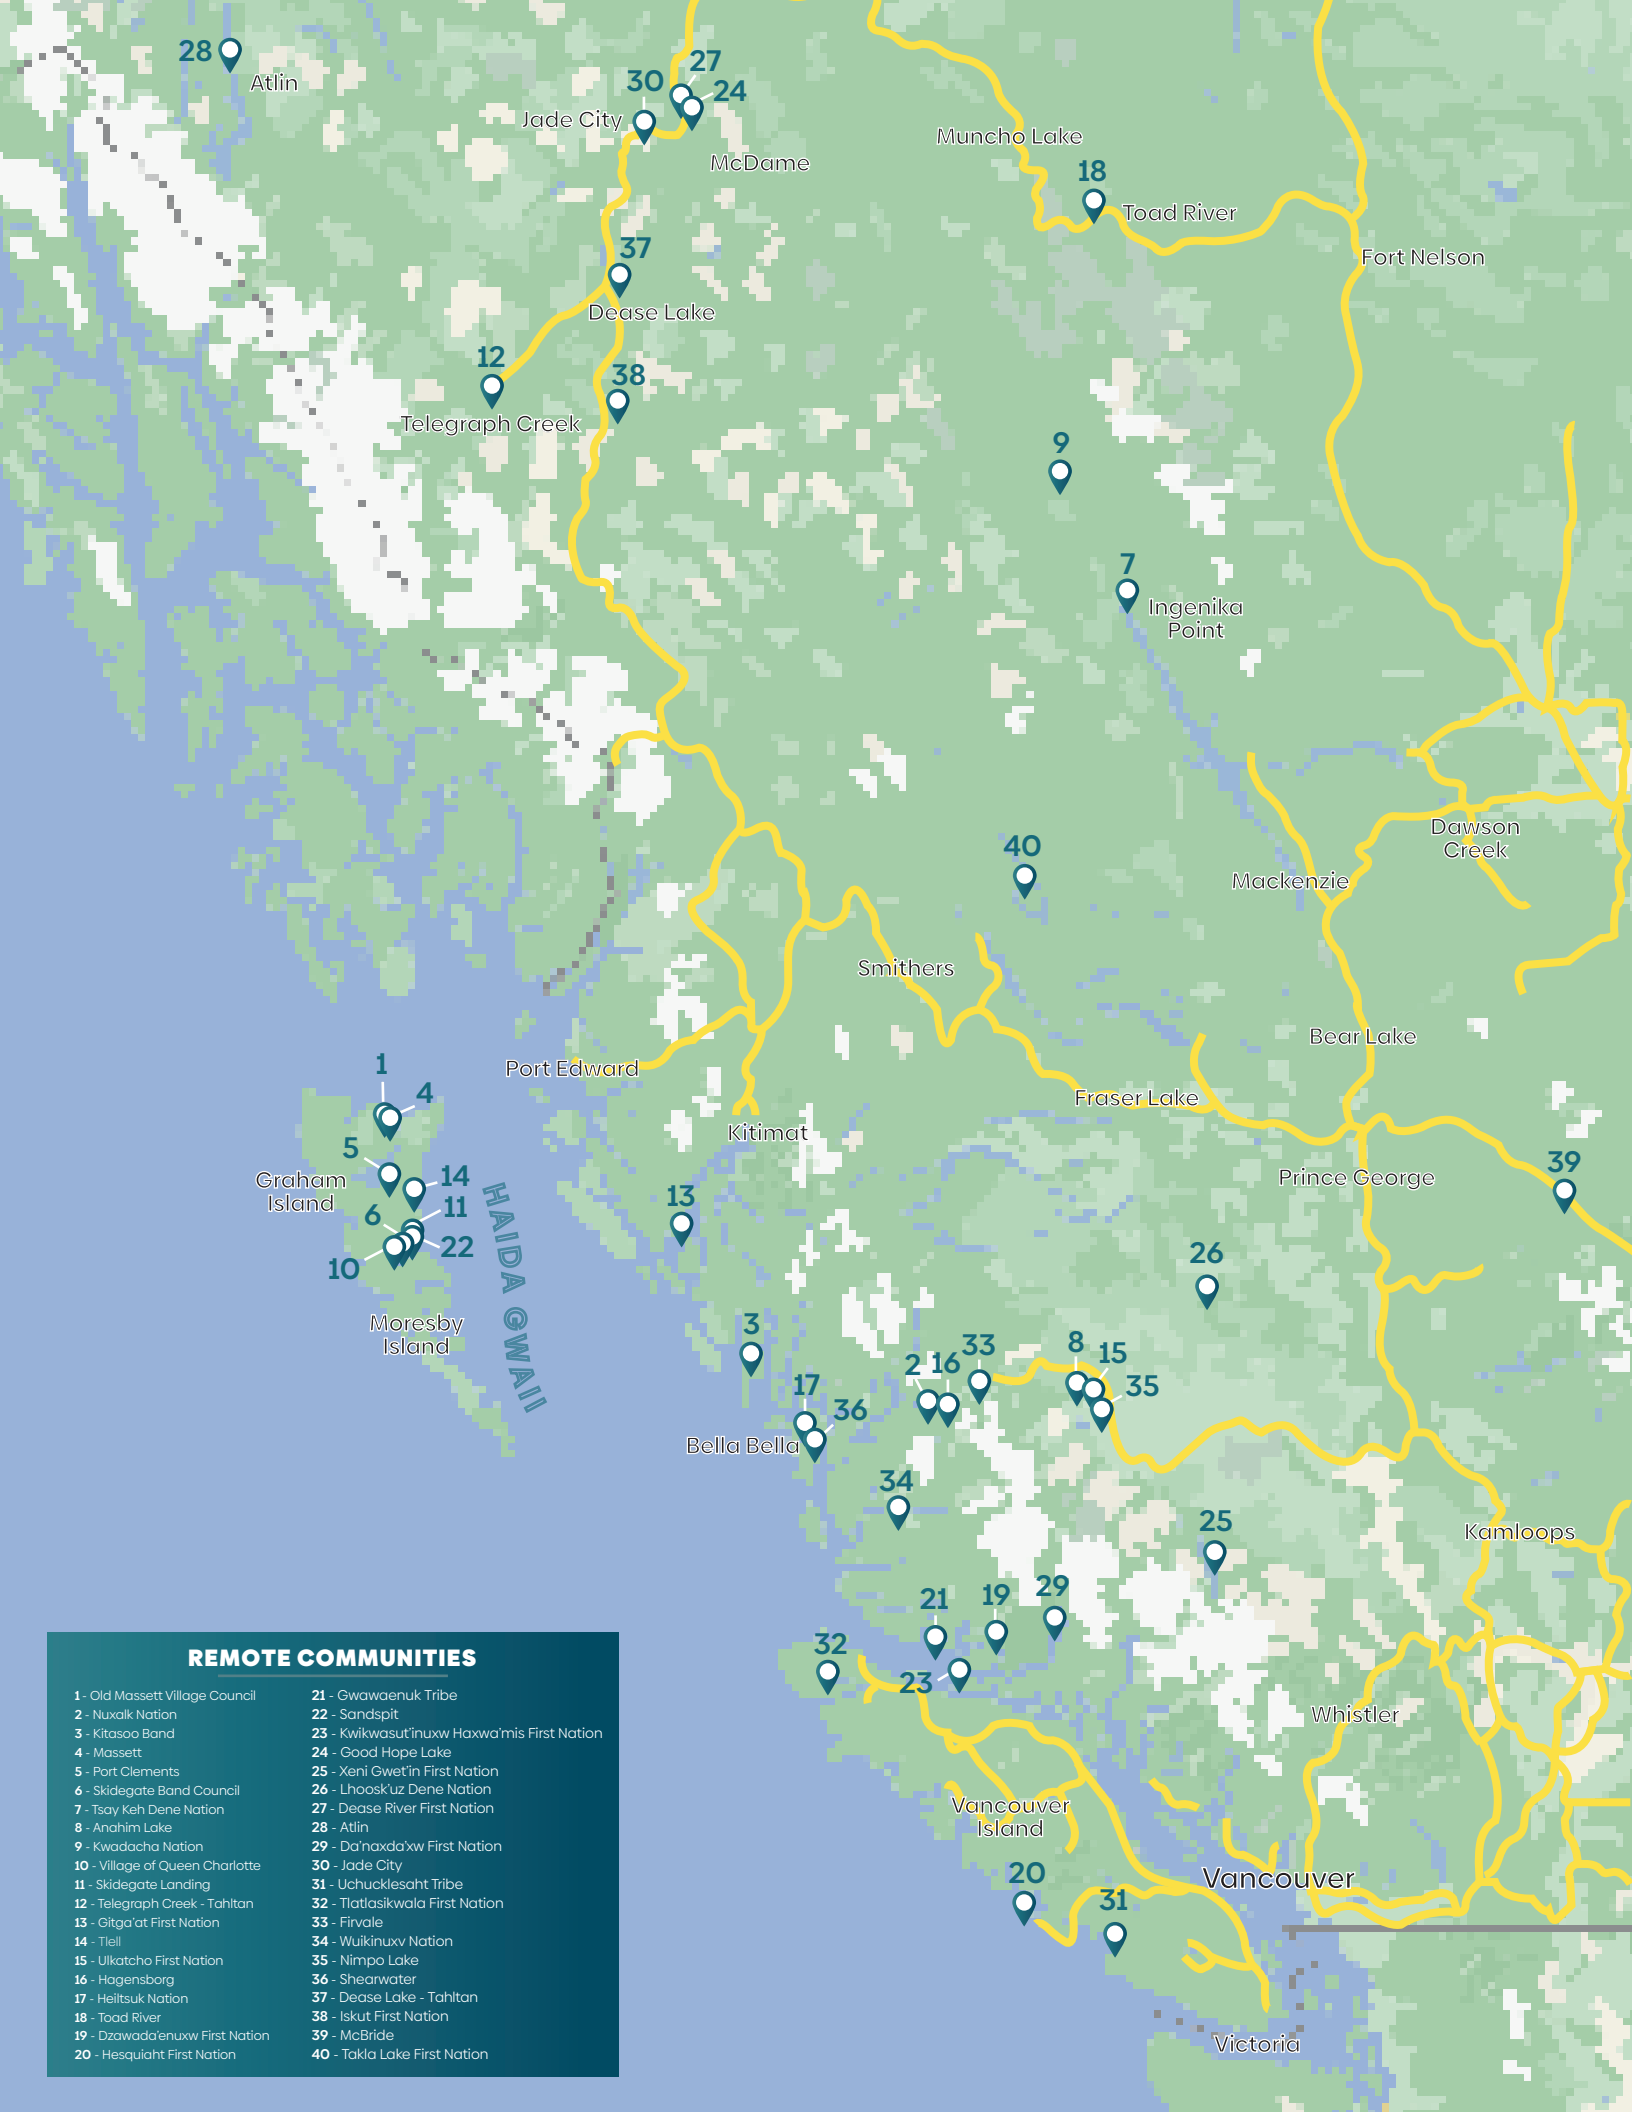 28
Atlin
27
30
24
Jade City
McDame
Muncho Lake
18
Toad River
Fort Nelson
37
Dease Lake
12
38
Telegraph Creek
9
7
Ingenika
Point
Dawson
Creek
40
Mackenzie
Smithers
Bear Lake
Port Edward
1
4
Fraser Lake
Kitimat
5
Graham
Island
14
11
6
22
10
HAIDA GWAII
13
Prince George
39
26
Moresby
Island
3
2
16
33
8
15
35
17
36
Bella Bella
34
25
Kamloops
21
19
29
32
23
Whistler
Vancouver
Island
20
31
Vancouver
Victoria
REMOTE COMMUNITIES
1 - Old Massett Village Council
2 - Nuxalk Nation
3 - Kitasoo Band
4 - Massett
5 - Port Clements
6 - Skidegate Band Council
7 - Tsay Keh Dene Nation
8 - Anahim Lake
9 - Kwadacha Nation
10 - Village of Queen Charlotte
11 - Skidegate Landing
12 - Telegraph Creek - Tahltan
13 - Gitga'at First Nation
14 - Tlell
15 - Ulkatcho First Nation
16 - Hagensborg
17 - Heiltsuk Nation
18 - Toad River
19 - Dzawada'enuxw First Nation
20 - Hesquiaht First Nation
21 - Gwawaenuk Tribe
22 - Sandspit
23 - Kwikwasut'inuxw Haxwa'mis First Nation
24 - Good Hope Lake
25 - Xeni Gwet'in First Nation
26 - Lhoosk'uz Dene Nation
27 - Dease River First Nation
28 - Atlin
29 - Da'naxda'xw First Nation
30 - Jade City
31 - Uchucklesaht Tribe
32 - Tlatlasikwala First Nation
33 - Firvale
34 - Wuikinuxv Nation
35 - Nimpo Lake
36 - Shearwater
37 - Dease Lake - Tahltan
38 - Iskut First Nation
39 - McBride
40 - Takla Lake First Nation